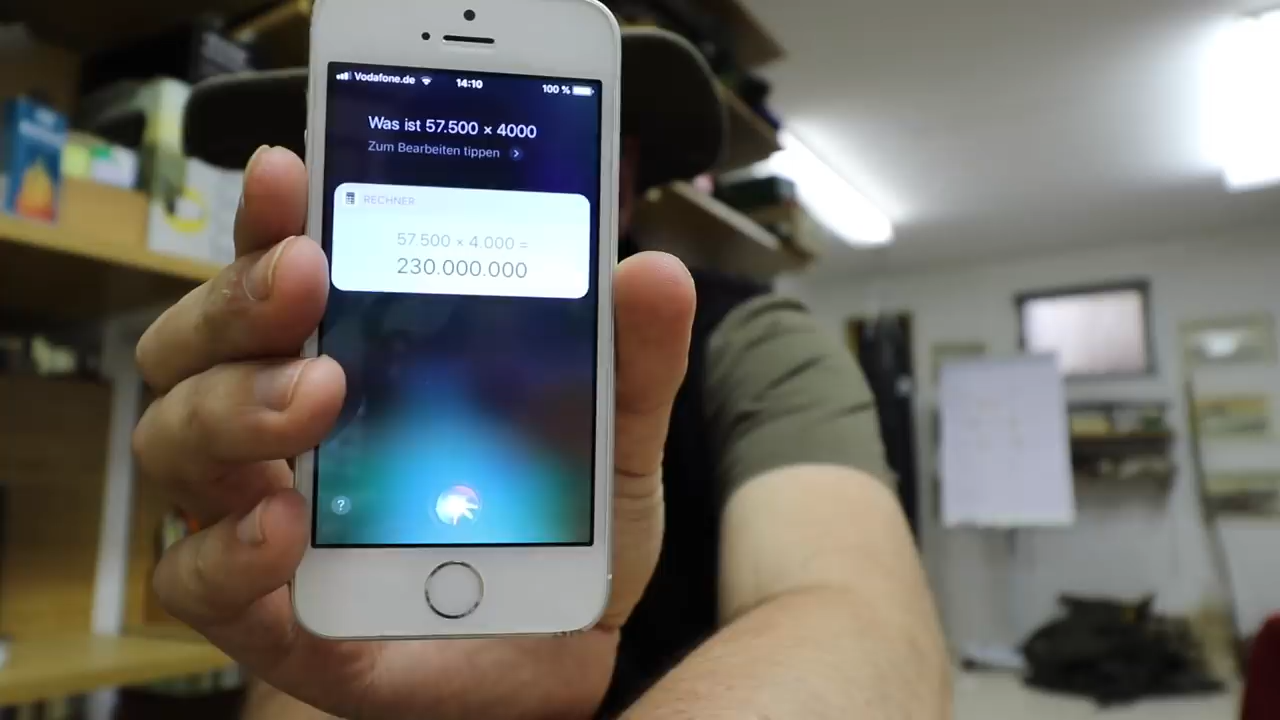 Vodafone.de 14:10 100 %
Was ist 57.500 × 4000
Zum Bearbeiten tippen
RECHNER
57.500 × 4.000 =
230.000.000
?